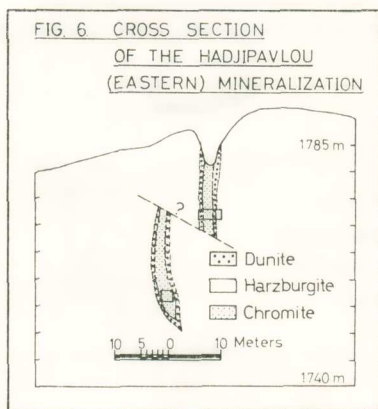 FIG. 6 CROSS SECTION
OF THE HADJIPAVLOU
(EASTERN) MINERALIZATION
1785 m
?
Dunite
Harzburgite
Chromite
10 5 0 10 Meters
1740 m